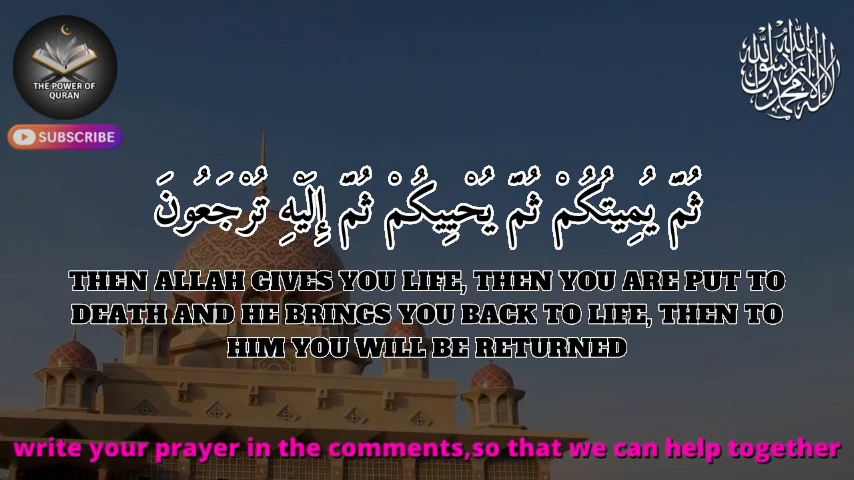 THE POWER OF
QURAN
SUBSCRIBE
لا إله إلا الله محمد رسول الله
ثُمَّ يُمِيتُكُمْ ثُمَّ يُحْيِيكُمْ ثُمَّ إِلَيْهِ تُرْجَعُونَ
THEN ALLAH GIVES YOU LIFE, THEN YOU ARE PUT TO
DEATH AND HE BRINGS YOU BACK TO LIFE, THEN TO
HIM YOU WILL BE RETURNED
write your prayer in the comments,so that we can help together